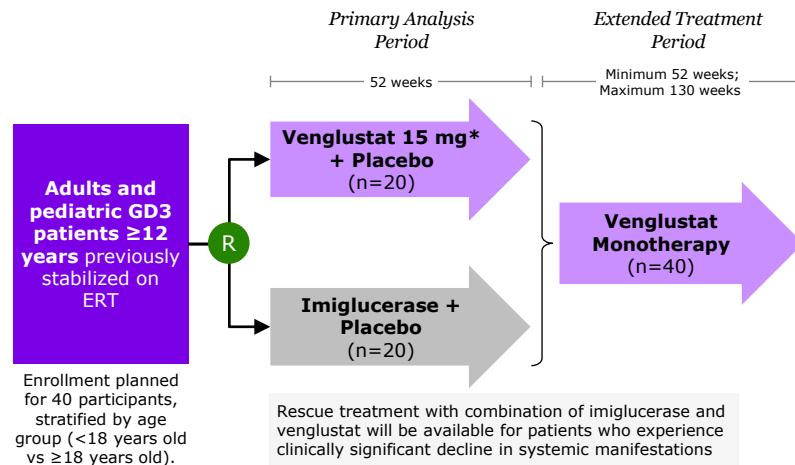 Primary Analysis
Period
Extended Treatment
Period
52 weeks
Minimum 52 weeks;
Maximum 130 weeks
Adults and
pediatric GD3
patients ≥12
years previously
stabilized on
ERT
R
Venglustat 15 mg*
+ Placebo
(n=20)
Imiglucerase +
Placebo
(n=20)
Venglustat
Monotherapy
(n=40)
Enrollment planned
for 40 participants,
stratified by age
group (<18 years old
vs ≥18 years old).
Rescue treatment with combination of imiglucerase and
venglustat will be available for patients who experience
clinically significant decline in systemic manifestations